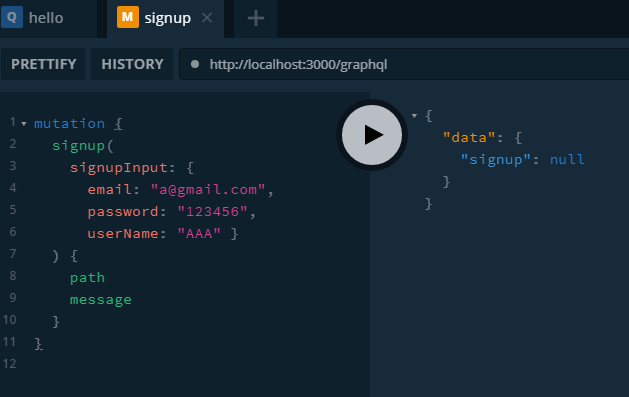 Q hello
M signup
PRETTIFY HISTORY http://localhost:3000/graphql
1 mutation {
2 signup(
3 signupInput: {
4 email: "a@gmail.com",
5 password: "123456",
6 userName: "AAA" }
7 ) {
8 path
9 message
10 }
11 }
12
{
"data": {
"signup": null
}
}